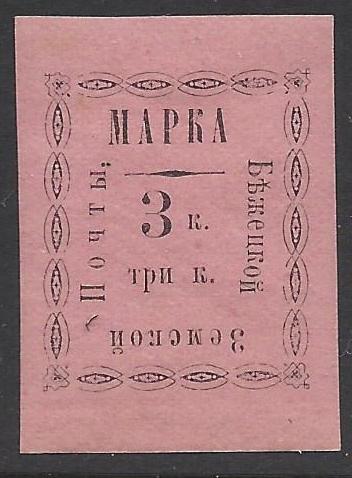 МАРКА
Бѣжецкой
Земской
Почты,
3 к.
три к.